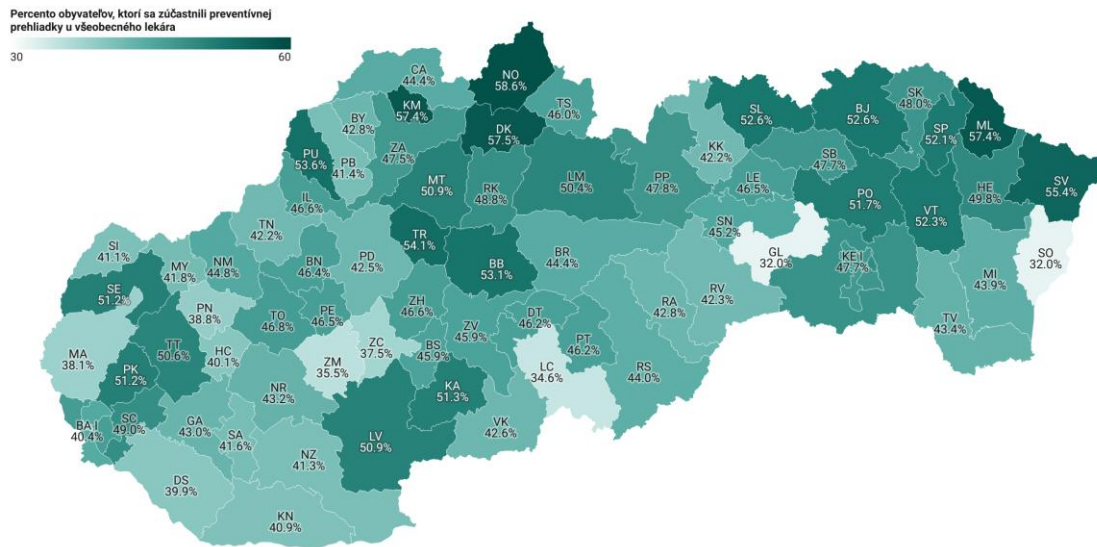 Percento obyvateľov, ktorí sa zúčastnili preventívnej
prehliadky u všeobecného lekára
30 60
NO
58.6%
CA
44.4%
KM
57.4%
TS
46.0%
BY
42.8%
DK
57.5%
ZA
47.5%
PU
53.6%
PB
41.4%
SL
52.6%
BJ
52.6%
SK
48.0%
SP
52.1%
ML
57.4%
KK
42.2%
SB
47.7%
MT
50.9%
RK
48.8%
LM
50.4%
PP
47.8%
LE
46.5%
PO
51.7%
HE
49.8%
SV
55.4%
IL
46.6%
VT
52.3%
TN
42.2%
TR
54.1%
SN
45.2%
SI
41.1%
MY
41.8%
NM
44.8%
BN
46.4%
PD
42.5%
BB
53.1%
BR
44.4%
GL
32.0%
KE I
47.7%
SO
32.0%
SE
51.2%
MI
43.9%
PN
38.8%
TO
46.8%
PE
46.5%
ZH
46.6%
RA
42.8%
RV
42.3%
TV
43.4%
DT
46.2%
ZV
45.9%
PT
46.2%
MA
38.1%
TT
50.6%
HC
40.1%
ZM
35.5%
ZC
37.5%
BS
45.9%
LC
34.6%
RS
44.0%
PK
51.2%
NR
43.2%
KA
51.3%
BA I
40.4%
SC
49.0%
GA
43.0%
SA
41.6%
LV
50.9%
VK
42.6%
NZ
41.3%
DS
39.9%
KN
40.9%